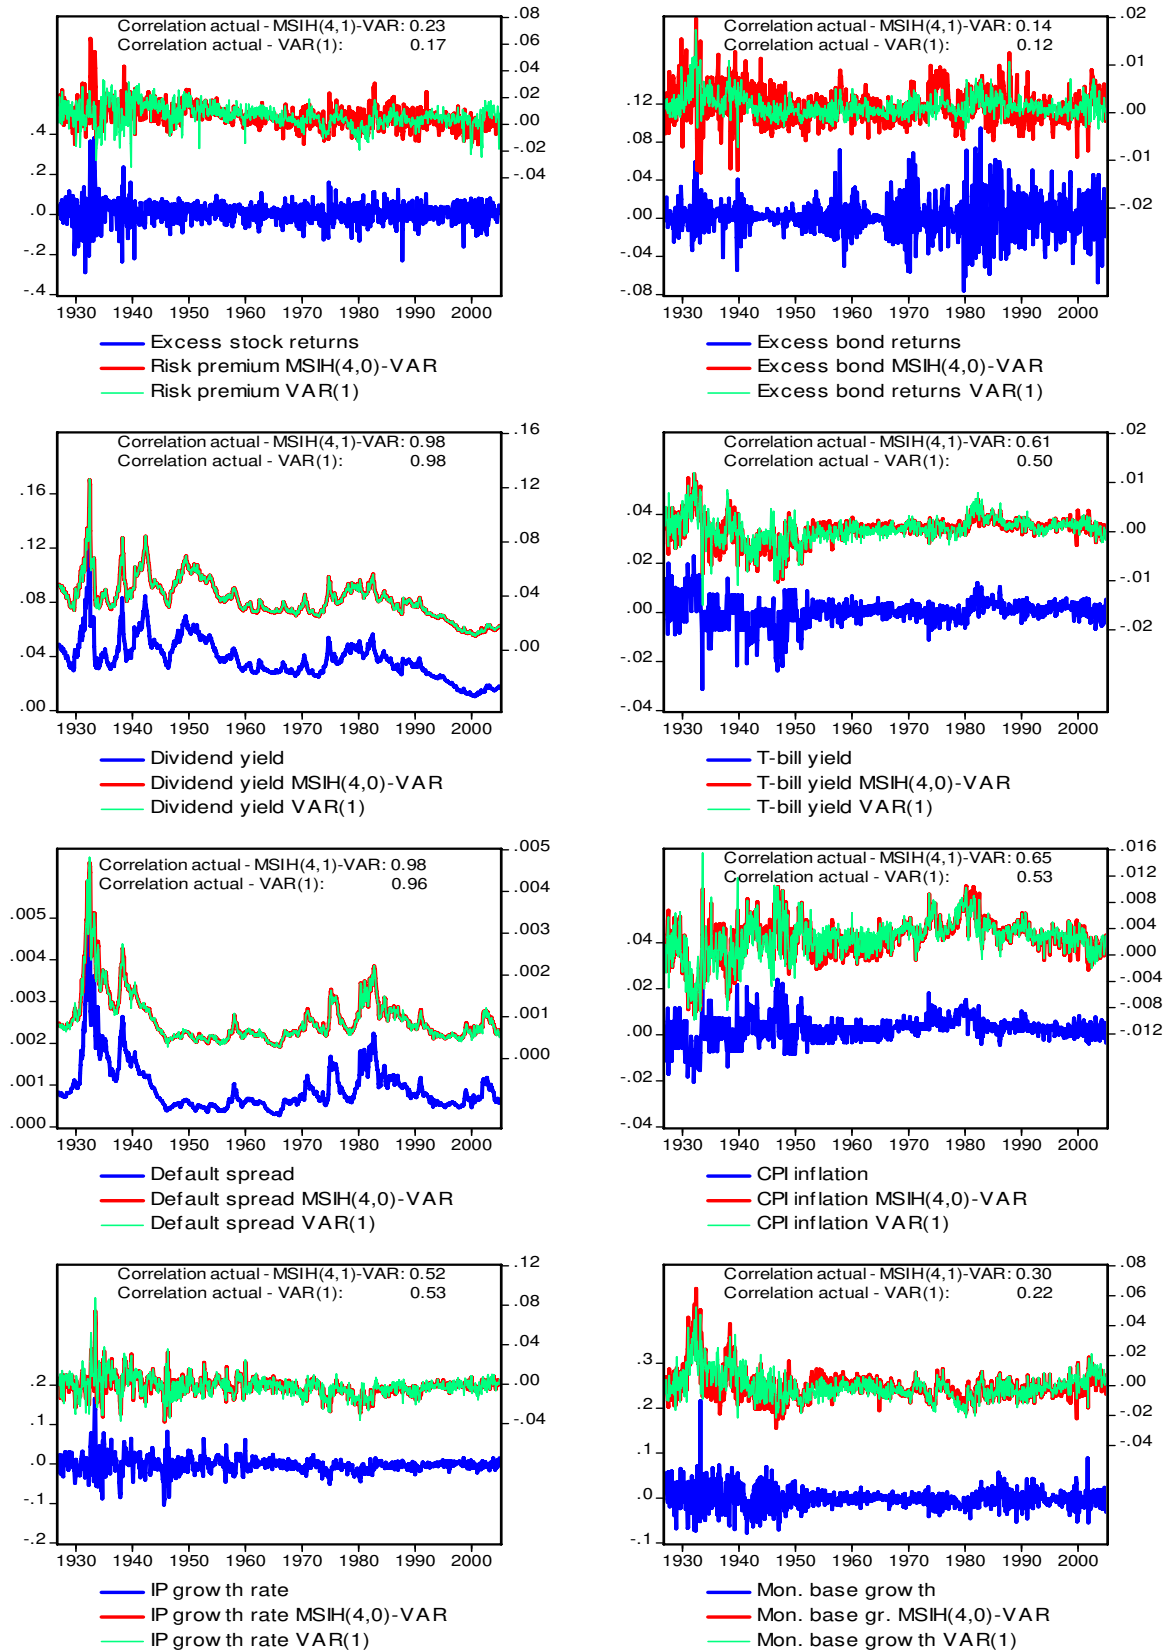 Correlation actual - MSIH(4,1)-VAR: 0.23
Correlation actual - VAR(1): 0.17
.08
.06
.04
.02
.00
-.02
-.04
.4
.2
.0
-.2
-.4
1930 1940 1950 1960 1970 1980 1990 2000
Excess stock returns
Risk premium MSIH(4,0)-VAR
Risk premium VAR(1)
Correlation actual - MSIH(4,1)-VAR: 0.14
Correlation actual - VAR(1): 0.12
.02
.01
.00
-.01
-.02
.12
.08
.04
.00
-.04
-.08
1930 1940 1950 1960 1970 1980 1990 2000
Excess bond returns
Excess bond MSIH(4,0)-VAR
Excess bond returns VAR(1)
Correlation actual - MSIH(4,1)-VAR: 0.98
Correlation actual - VAR(1): 0.98
.16
.12
.08
.04
.00
.16
.12
.08
.04
.00
1930 1940 1950 1960 1970 1980 1990 2000
Dividend yield
Dividend yield MSIH(4,0)-VAR
Dividend yield VAR(1)
Correlation actual - MSIH(4,1)-VAR: 0.61
Correlation actual - VAR(1): 0.50
.02
.01
.00
-.01
-.02
.04
.02
.00
-.02
-.04
1930 1940 1950 1960 1970 1980 1990 2000
T-bill yield
T-bill yield MSIH(4,0)-VAR
T-bill yield VAR(1)
Correlation actual - MSIH(4,1)-VAR: 0.98
Correlation actual - VAR(1): 0.96
.005
.004
.003
.002
.001
.000
.005
.004
.003
.002
.001
.000
1930 1940 1950 1960 1970 1980 1990 2000
Default spread
Default spread MSIH(4,0)-VAR
Default spread VAR(1)
Correlation actual - MSIH(4,1)-VAR: 0.65
Correlation actual - VAR(1): 0.53
.016
.012
.008
.004
.000
-.004
-.008
-.012
.04
.02
.00
-.02
-.04
1930 1940 1950 1960 1970 1980 1990 2000
CPI inflation
CPI inflation MSIH(4,0)-VAR
CPI inflation VAR(1)
Correlation actual - MSIH(4,1)-VAR: 0.52
Correlation actual - VAR(1): 0.53
.12
.08
.04
.00
-.04
.2
.1
.0
-.1
-.2
1930 1940 1950 1960 1970 1980 1990 2000
IP growth rate
IP growth rate MSIH(4,0)-VAR
IP growth rate VAR(1)
Correlation actual - MSIH(4,1)-VAR: 0.30
Correlation actual - VAR(1): 0.22
.08
.06
.04
.02
.00
-.02
-.04
.3
.2
.1
.0
-.1
1930 1940 1950 1960 1970 1980 1990 2000
Mon. base growth
Mon. base gr. MSIH(4,0)-VAR
Mon. base growth VAR(1)